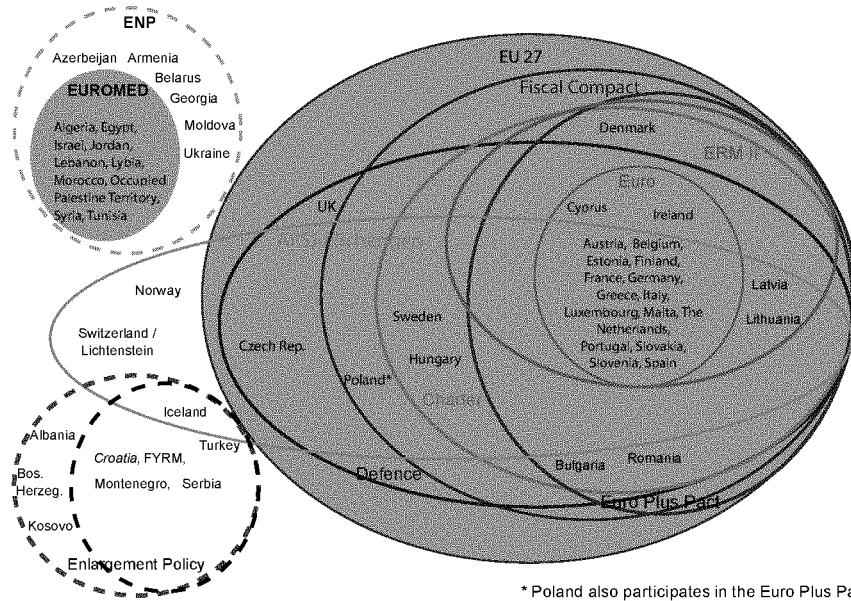 ENP
Azerbeijan Armenia
Belarus
EUROMED
Georgia
Algeria, Egypt,
Israel, Jordan,
Lebanon, Lybia,
Morocco, Occupied
Palestine Territory,
Syria, Tunisia
Moldova
Ukraine
EU 27
Fiscal Compact
Denmark
ERM II
Euro
UK
Cyprus
Ireland
Austria, Belgium,
Estonia, Finland,
France, Germany,
Greece, Italy,
Luxembourg, Malta, The
Netherlands,
Portugal, Slovakia,
Slovenia, Spain
Latvia
Lithuania
Norway
Switzerland /
Lichtenstein
Sweden
Czech Rep.
Hungary
Poland*
Charter
Iceland
Albania
Turkey
Croatia, FYRM,
Montenegro, Serbia
Bos.
Herzeg.
Kosovo
Enlargement Policy
Defence
Bulgaria
Romania
Euro Plus Pact
* Poland also participates in the Euro Plus Pa